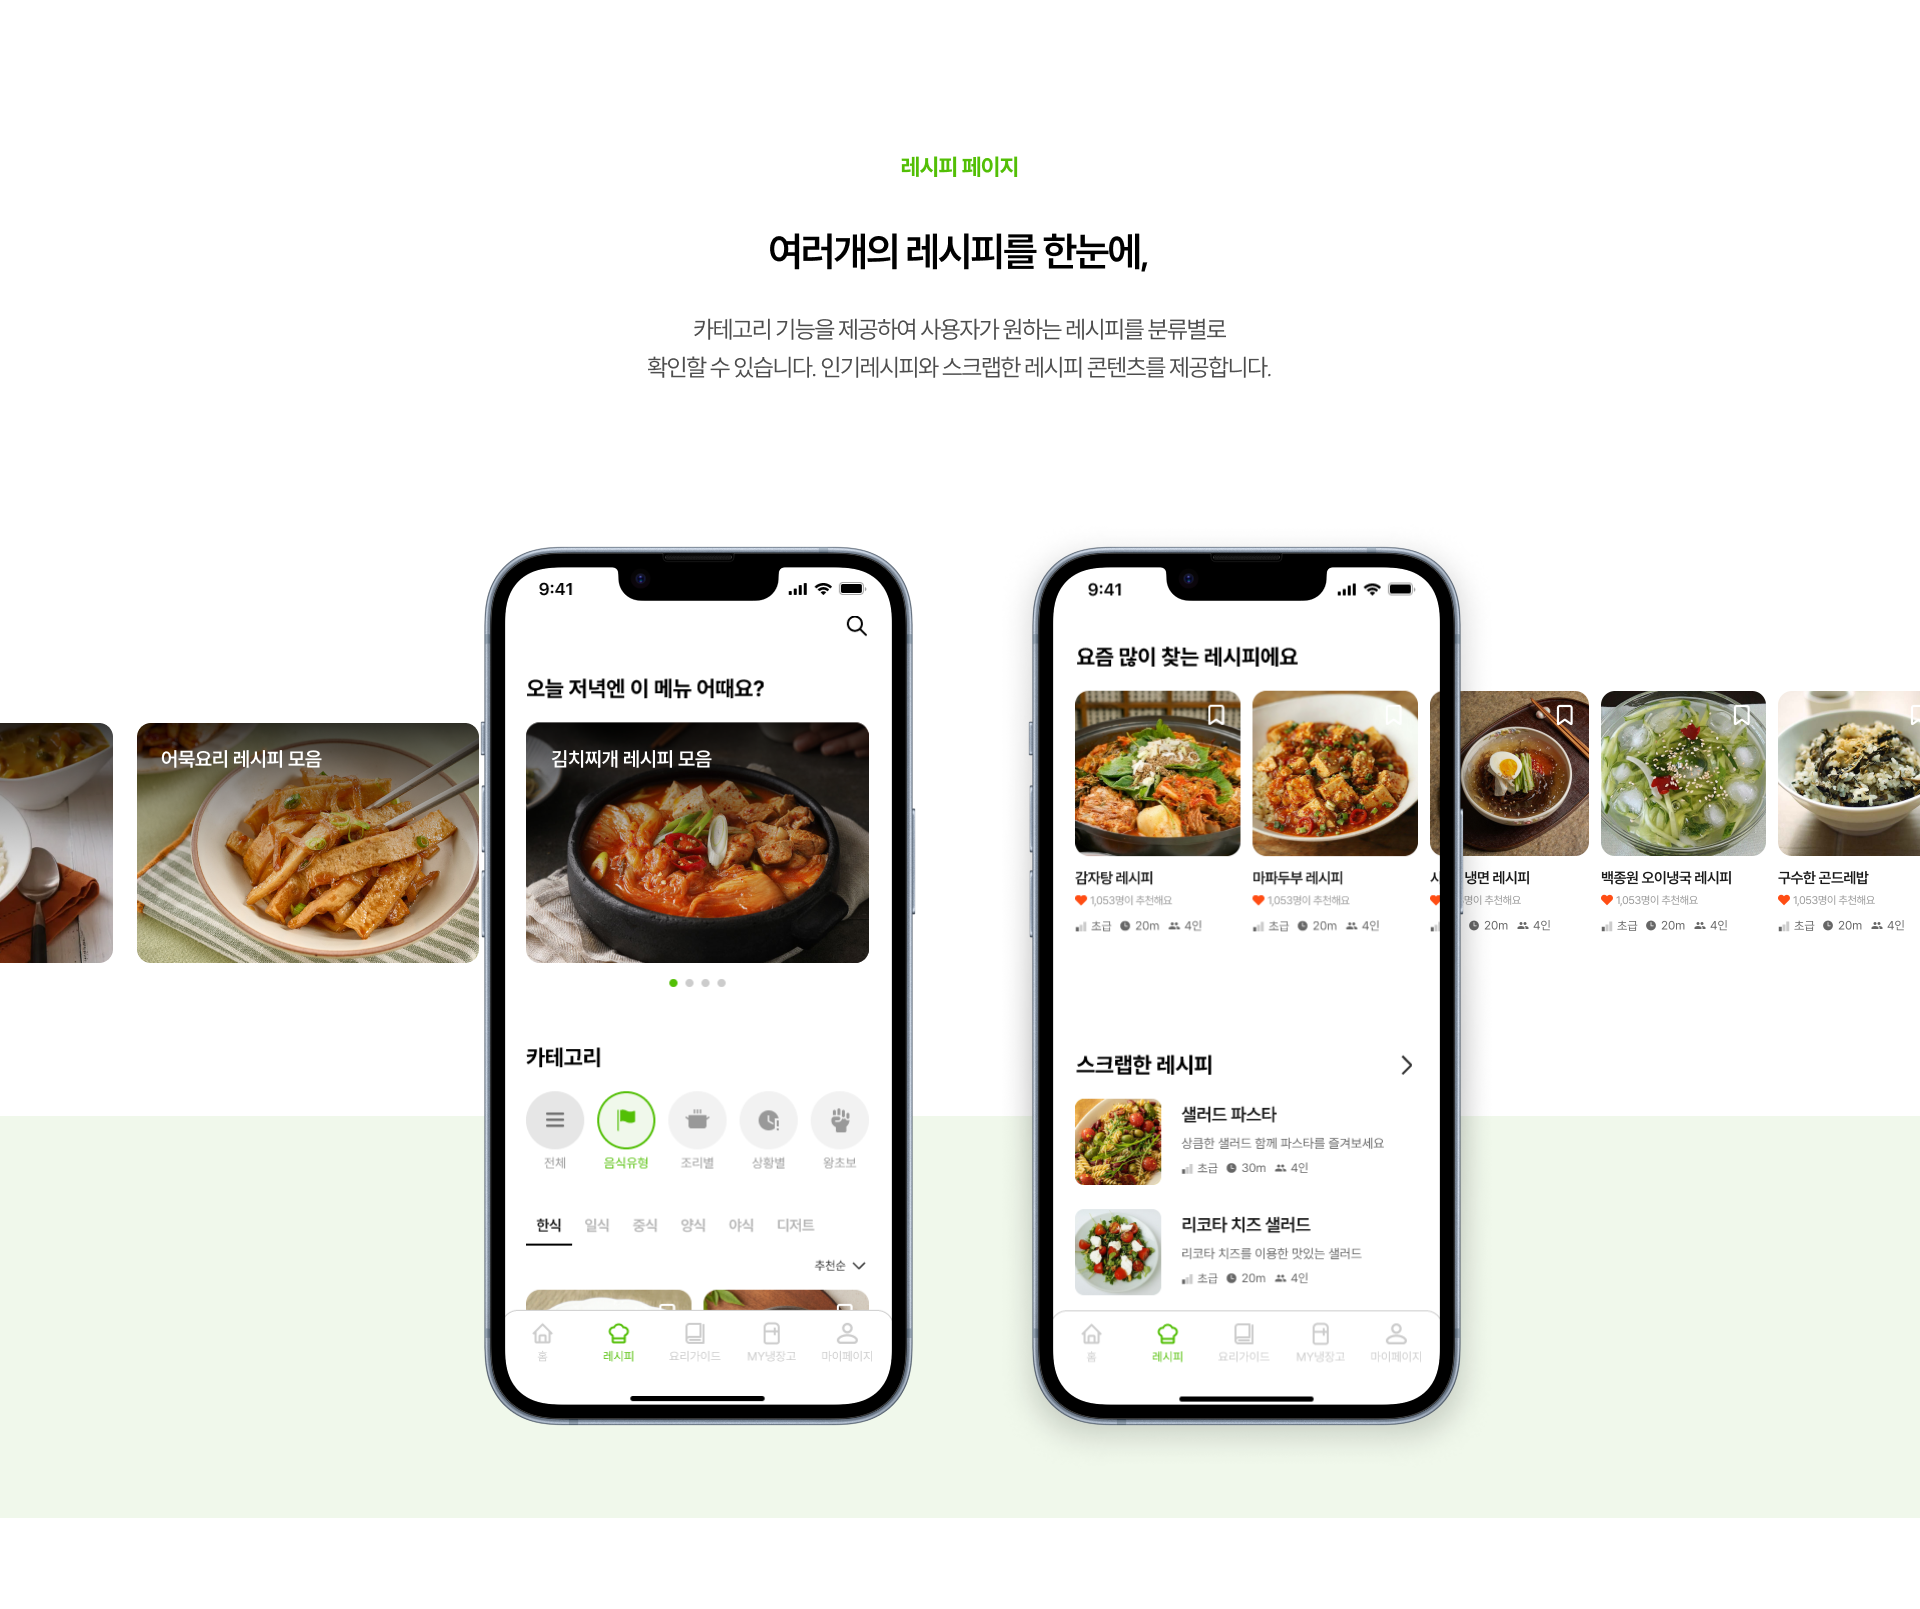 레시피 페이지
여러개의 레시피를 한눈에,
카테고리 기능을 제공하여 사용자가 원하는 레시피를 분류별로
확인할 수 있습니다. 인기레시피와 스크랩한 레시피 콘텐츠를 제공합니다.
어묵요리 레시피 모음
9:41
오늘 저녁엔 이 메뉴 어때요?
김치찌개 레시피 모음
카테고리
전체 음식유형 조리별 상황별 왕초보
한식 일식 중식 양식 야식 디저트
추천순
홈 레시피 요리가이드 MY냉장고 마이페이지
9:41
요즘 많이 찾는 레시피에요
감자탕 레시피
1,053명이 추천해요
초급 20m 4인
마파두부 레시피
1,053명이 추천해요
초급 20m 4인
냉면 레시피
명이 추천해요
20m 4인
백종원 오이냉국 레시피
1,053명이 추천해요
초급 20m 4인
구수한 곤드레밥
1,053명이 추천해요
초급 20m 4인
스크랩한 레시피
샐러드 파스타
상큼한 샐러드 함께 파스타를 즐겨보세요
초급 30m 4인
리코타 치즈 샐러드
리코타 치즈를 이용한 맛있는 샐러드
초급 20m 4인
홈 레시피 요리가이드 MY냉장고 마이페이지